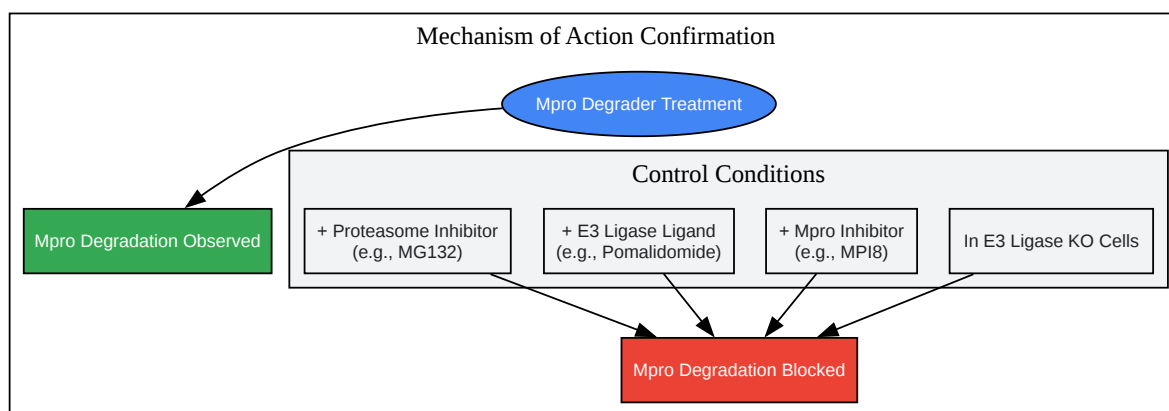 Mechanism of Action Confirmation
Mpro Degrader Treatment
Control Conditions
Mpro Degradation Observed
+ Proteasome Inhibitor
(e.g., MG132)
+ E3 Ligase Ligand
(e.g., Pomalidomide)
+ Mpro Inhibitor
(e.g., MPI8)
In E3 Ligase KO Cells
Mpro Degradation Blocked